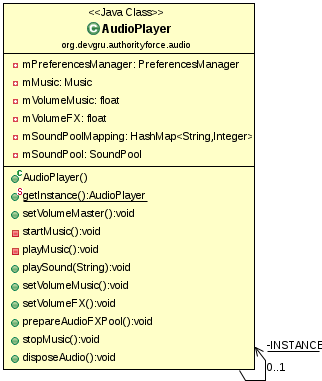 <<Java Class>>
AudioPlayer
org.devgru.authorityforce.audio
mPreferencesManager: PreferencesManager
mMusic: Music
mVolumeMusic: float
mVolumeFX: float
mSoundPoolMapping: HashMap<String,Integer>
mSoundPool: SoundPool
AudioPlayer()
getInstance():AudioPlayer
setVolumeMaster():void
startMusic():void
playMusic():void
playSound(String):void
setVolumeMusic():void
setVolumeFX():void
prepareAudioFXPool():void
stopMusic():void
disposeAudio():void
-INSTANCE
0..1